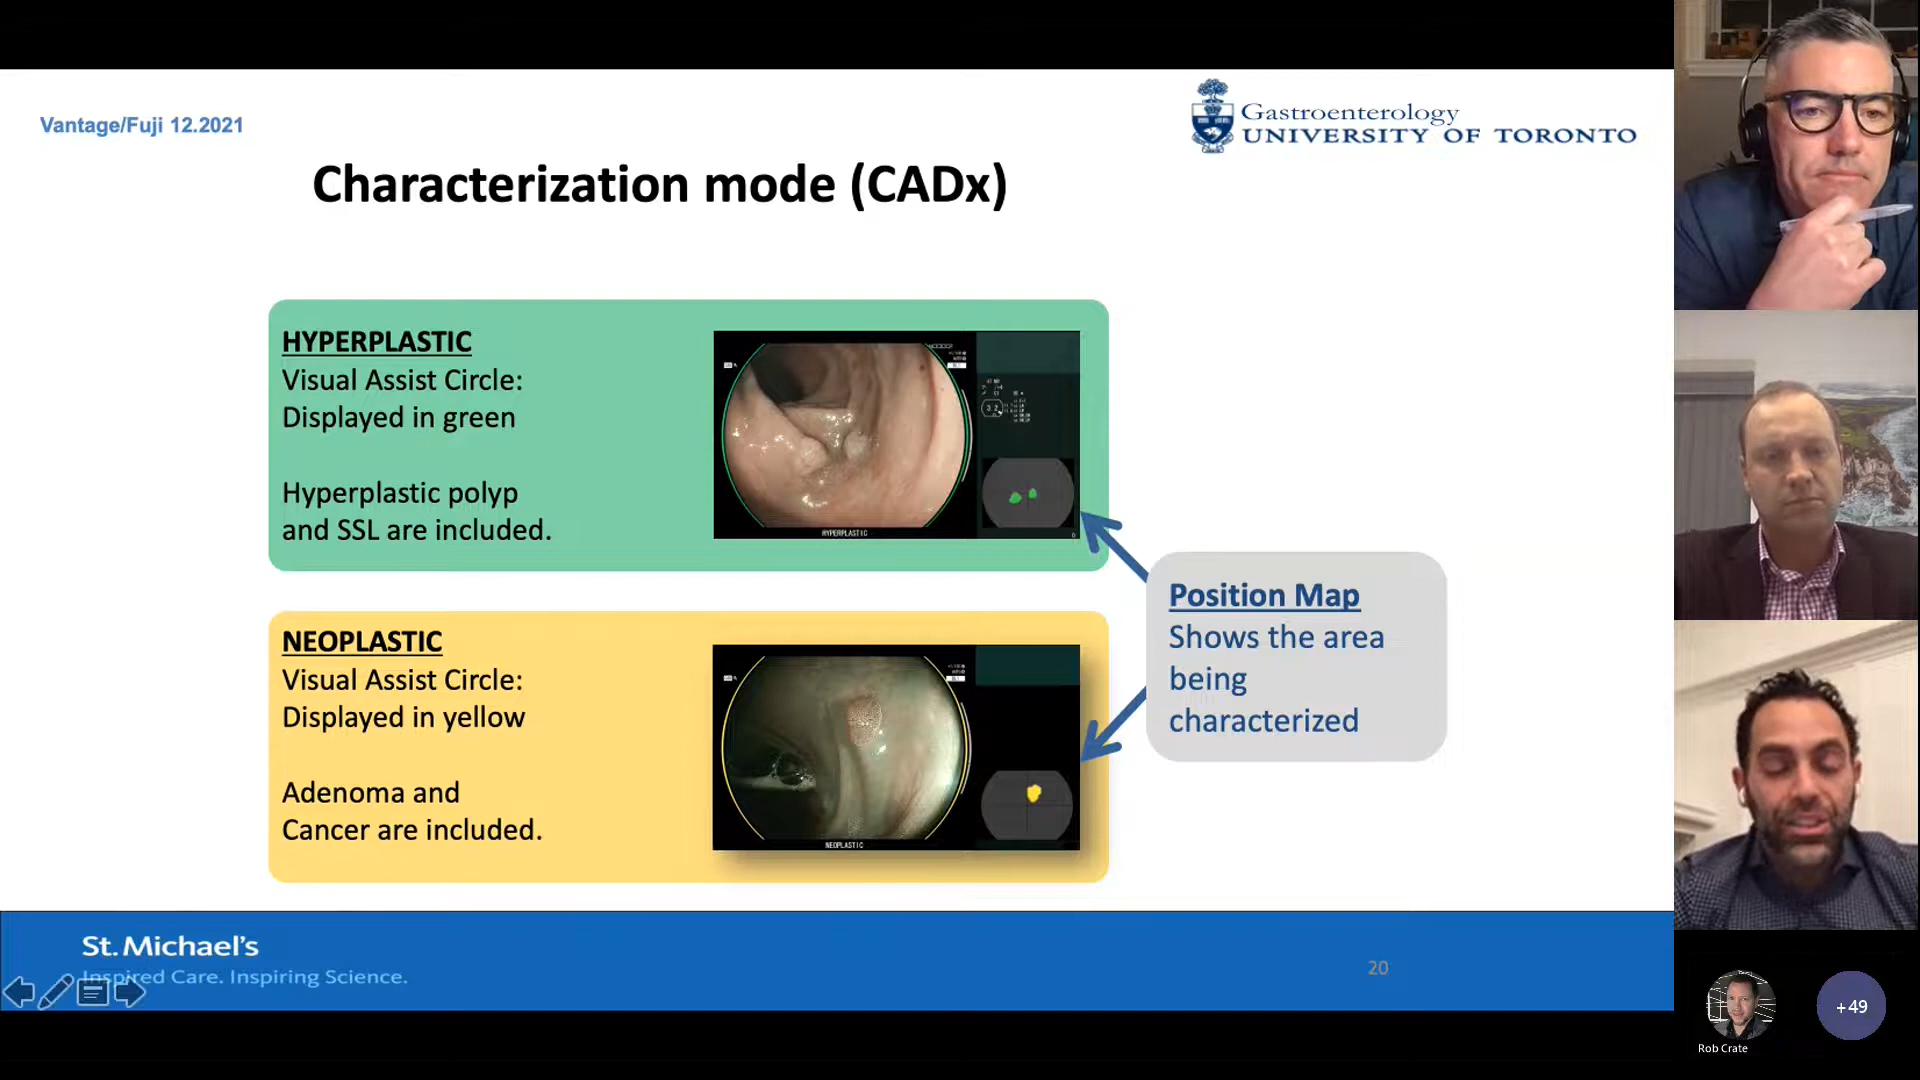 Vantage/Fuji 12.2021
Gastroenterology
UNIVERSITY OF TORONTO
Characterization mode (CADx)
HYPERPLASTIC
Visual Assist Circle:
Displayed in green
Hyperplastic polyp
and SSL are included.
HYPERPLASTIC
NEOPLASTIC
Visual Assist Circle:
Displayed in yellow
Adenoma and
Cancer are included.
NEOPLASTIC
Position Map
Shows the area
being
characterized
St. Michael's
Inspired Care. Inspiring Science.
20
+49
Rob Crate